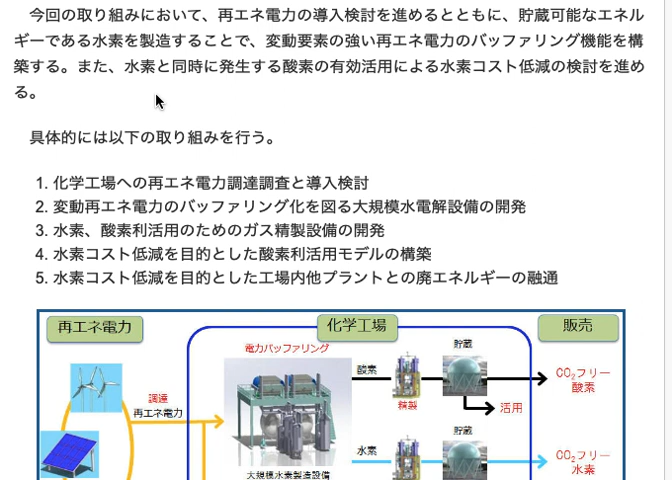 今回の取り組みにおいて、再エネ電力の導入検討を進めるとともに、貯蔵可能なエネル
ギーである水素を製造することで、変動要素の強い再エネ電力のバッファリング機能を構
築する。また、水素と同時に発生する酸素の有効活用による水素コスト低減の検討を進め
る。
具体的には以下の取り組みを行う。
1. 化学工場への再エネ電力調達調査と導入検討
2. 変動再エネ電力のバッファリング化を図る大規模水電解設備の開発
3. 水素、酸素利活用のためのガス精製設備の開発
4. 水素コスト低減を目的とした酸素利活用モデルの構築
5. 水素コスト低減を目的とした工場内他プラントとの廃エネルギーの融通
再エネ電力
化学工場
販売
電力バッファリング
貯蔵
酸素
CO₂フリー
酸素
調達
再エネ電力
精製
活用
貯蔵
水素
CO₂フリー
水素
大規模水素製造設備